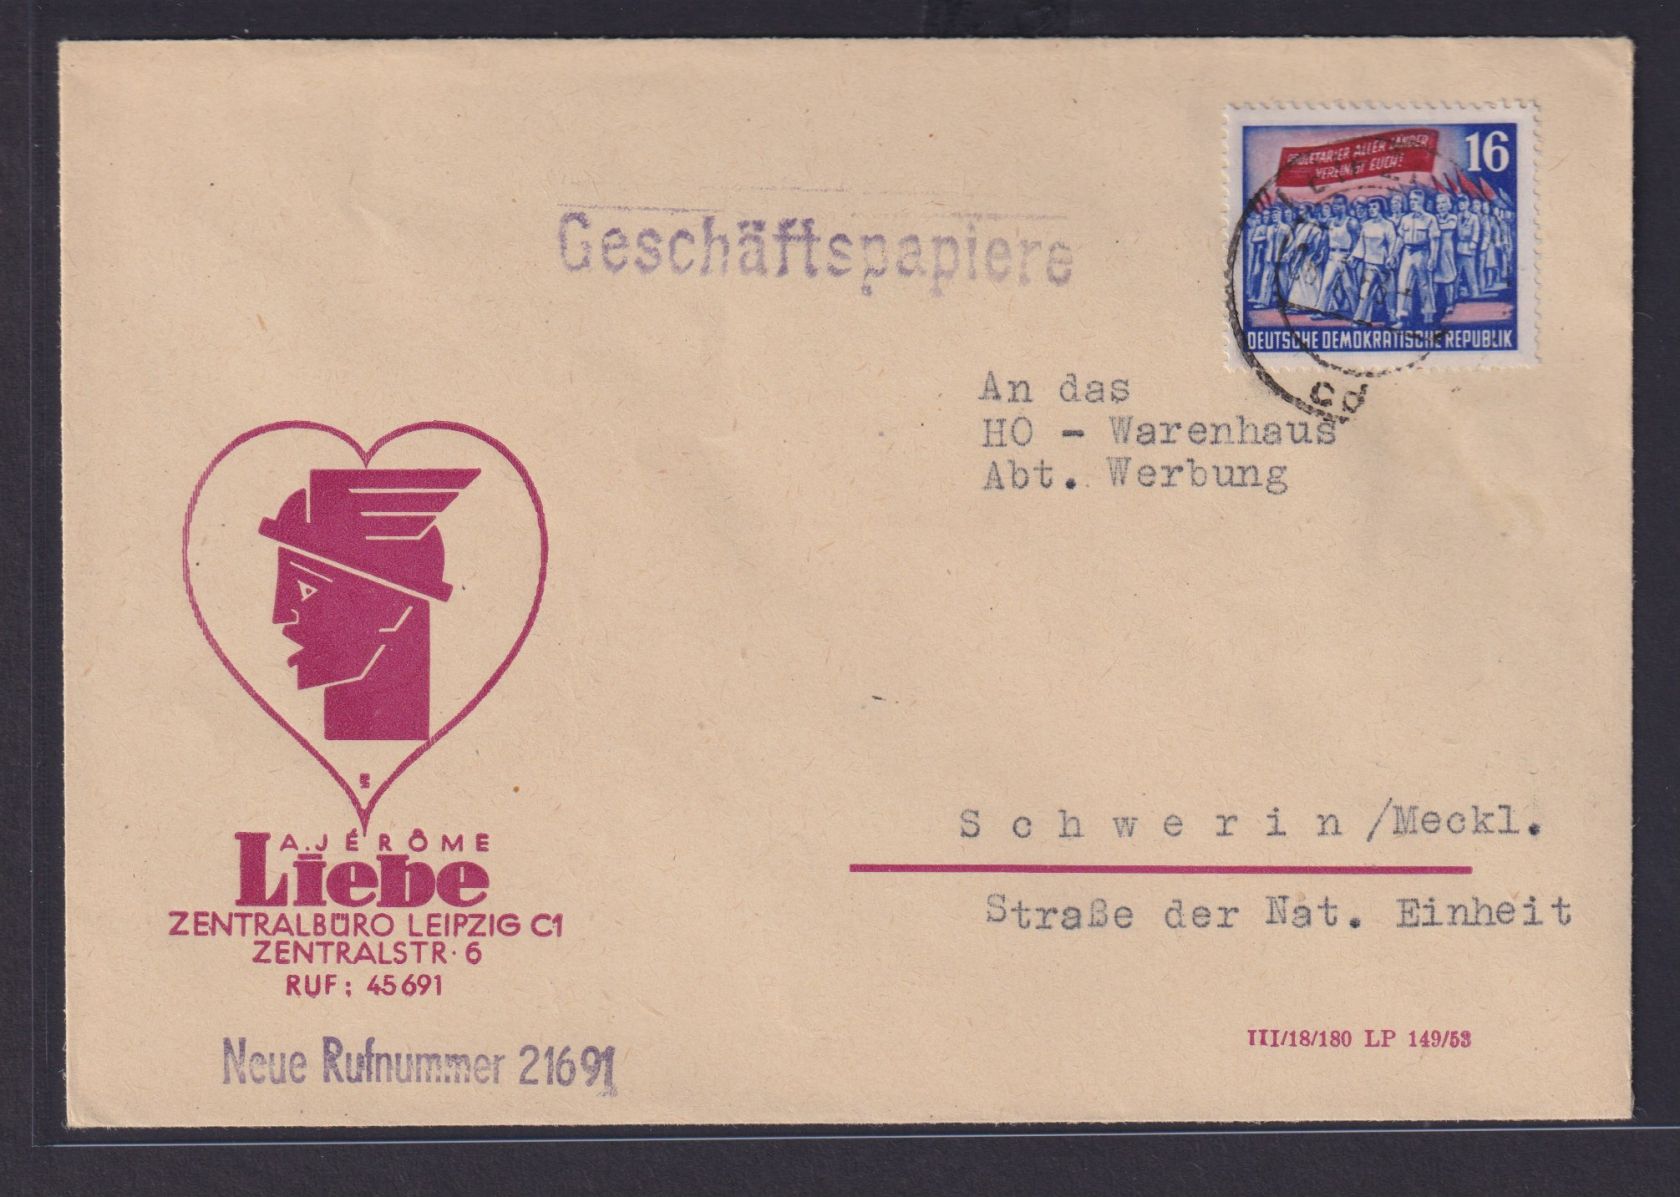 Geschäftspapiere
16
PROLETARIER ALLER LÄNDER
VEREINIGT EUCH!
DEUTSCHE DEMOKRATISCHE REPUBLIK
An das
HO - Warenhaus
Abt. Werbung
Schwerin/Meckl.
Straße der Nat. Einheit
A. JÉRÔME
Liebe
ZENTRALBÜRO LEIPZIG C1
ZENTRALSTR. 6
RUF: 45691
Neue Rufnummer 21691
III/18/180 LP 149/53